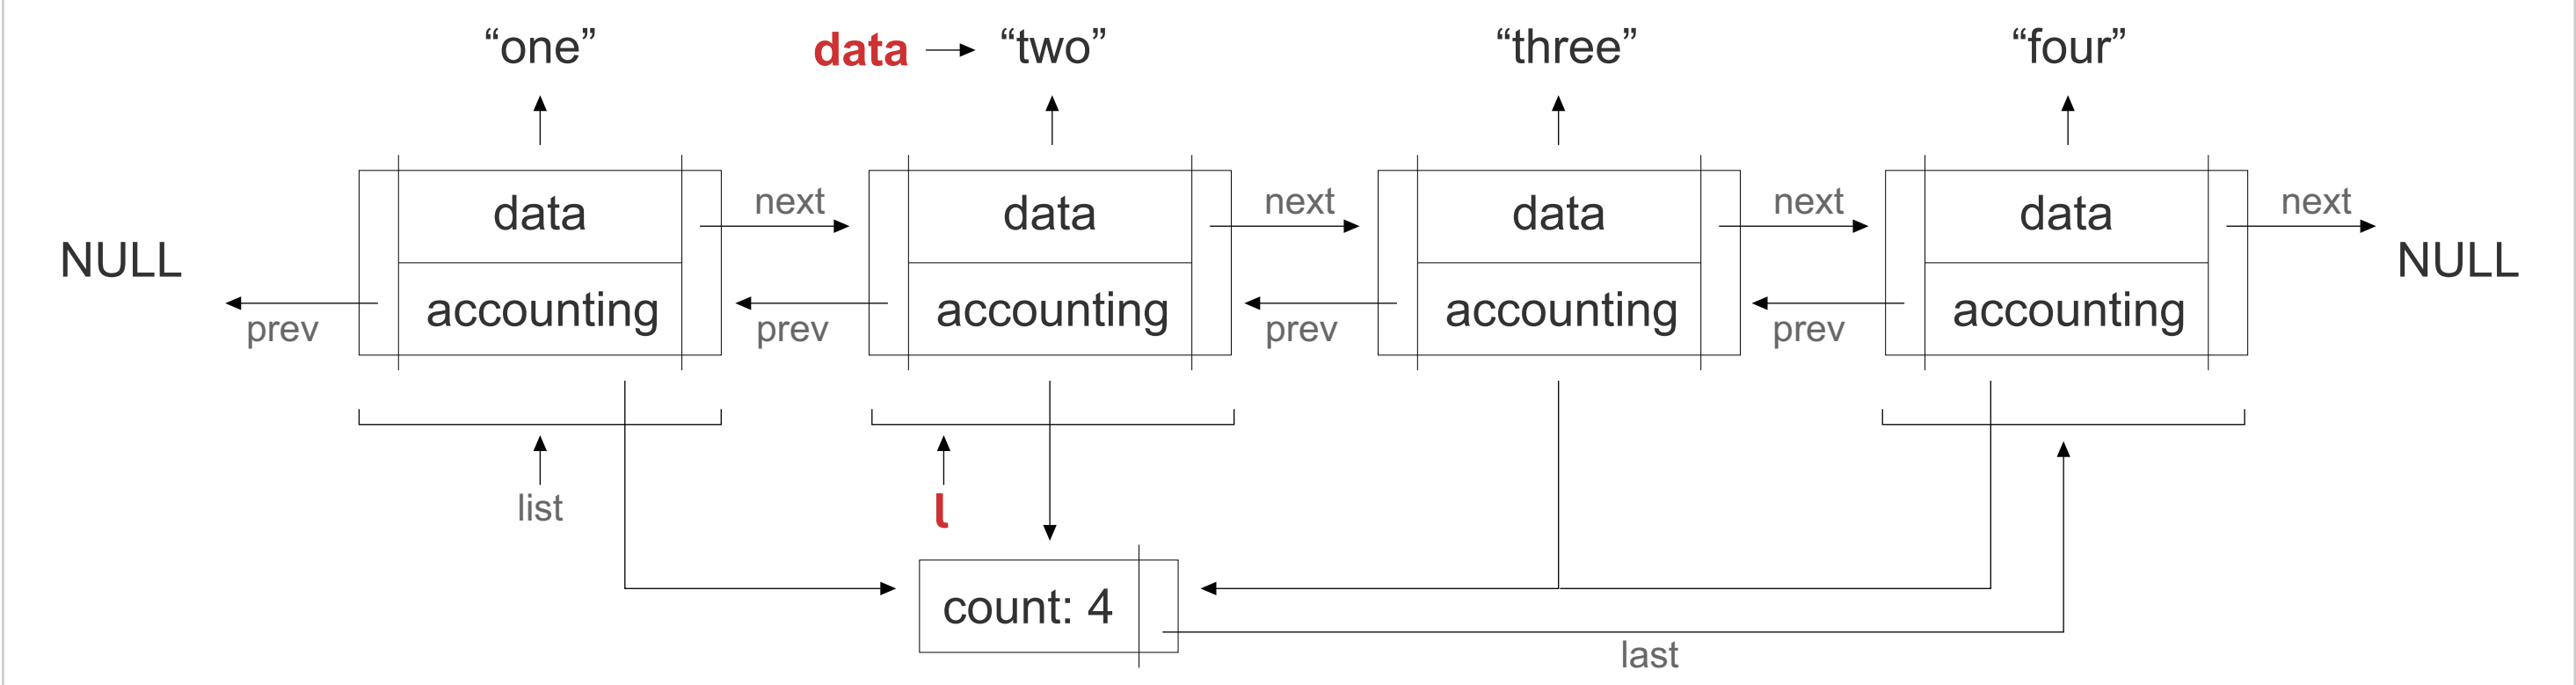 “one” data “two” “three” “four”
data next data next data next data next
NULL NULL
prev accounting prev accounting prev accounting prev accounting
list l
count: 4
last